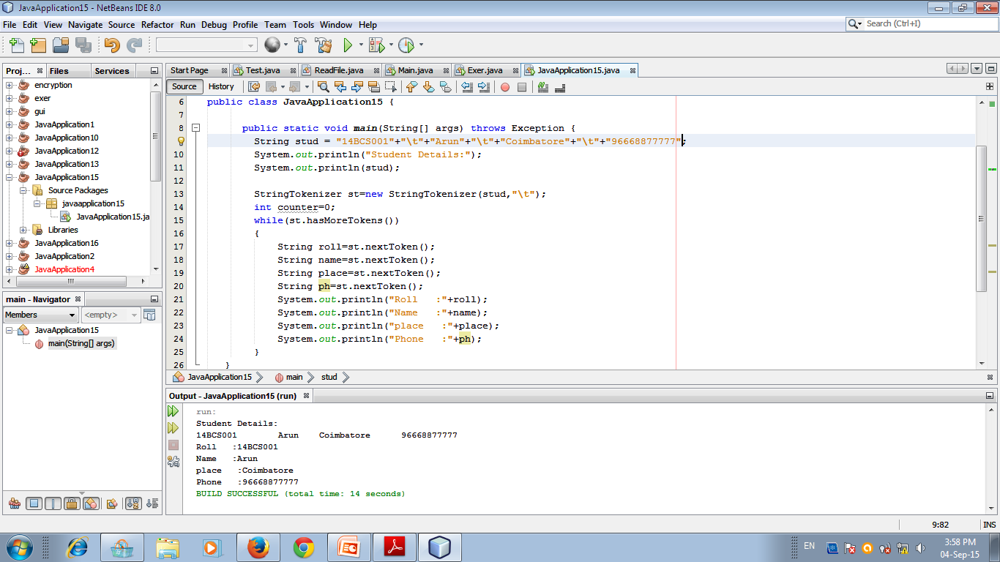 JavaApplication15 - NetBeans IDE 8.0
File Edit View Navigate Source Refactor Run Debug Profile Team Tools Window Help
Search (Ctrl+I)
Proj... Files Services
encryption
exer
gui
JavaApplication1
JavaApplication10
JavaApplication12
JavaApplication13
JavaApplication15
Source Packages
javaapplication15
JavaApplication15.ja
Libraries
JavaApplication16
JavaApplication2
JavaApplication4
main - Navigator
Members <empty>
JavaApplication15
main(String[] args)
Start Page Test.java ReadFile.java Main.java Exer.java JavaApplication15.java
Source History
6 public class JavaApplication15 {
7
8 public static void main(String[] args) throws Exception {
String stud = "14BCS001"+"\t"+"Arun"+"\t"+"Coimbatore"+"\t"+"96668877777";
10 System.out.println("Student Details:");
11 System.out.println(stud);
12
13 StringTokenizer st=new StringTokenizer(stud,"\t");
14 int counter=0;
15 while(st.hasMoreTokens())
16 {
17 String roll=st.nextToken();
18 String name=st.nextToken();
19 String place=st.nextToken();
20 String ph=st.nextToken();
21 System.out.println("Roll   :"+roll);
22 System.out.println("Name   :"+name);
23 System.out.println("place   :"+place);
24 System.out.println("Phone   :"+ph);
25 }
26 }
JavaApplication15 main stud
Output - JavaApplication15 (run)
run:
Student Details:
14BCS001 Arun Coimbatore 96668877777
Roll   :14BCS001
Name   :Arun
place   :Coimbatore
Phone   :96668877777
BUILD SUCCESSFUL (total time: 14 seconds)
9:82 INS
EN
3:58 PM
04-Sep-15